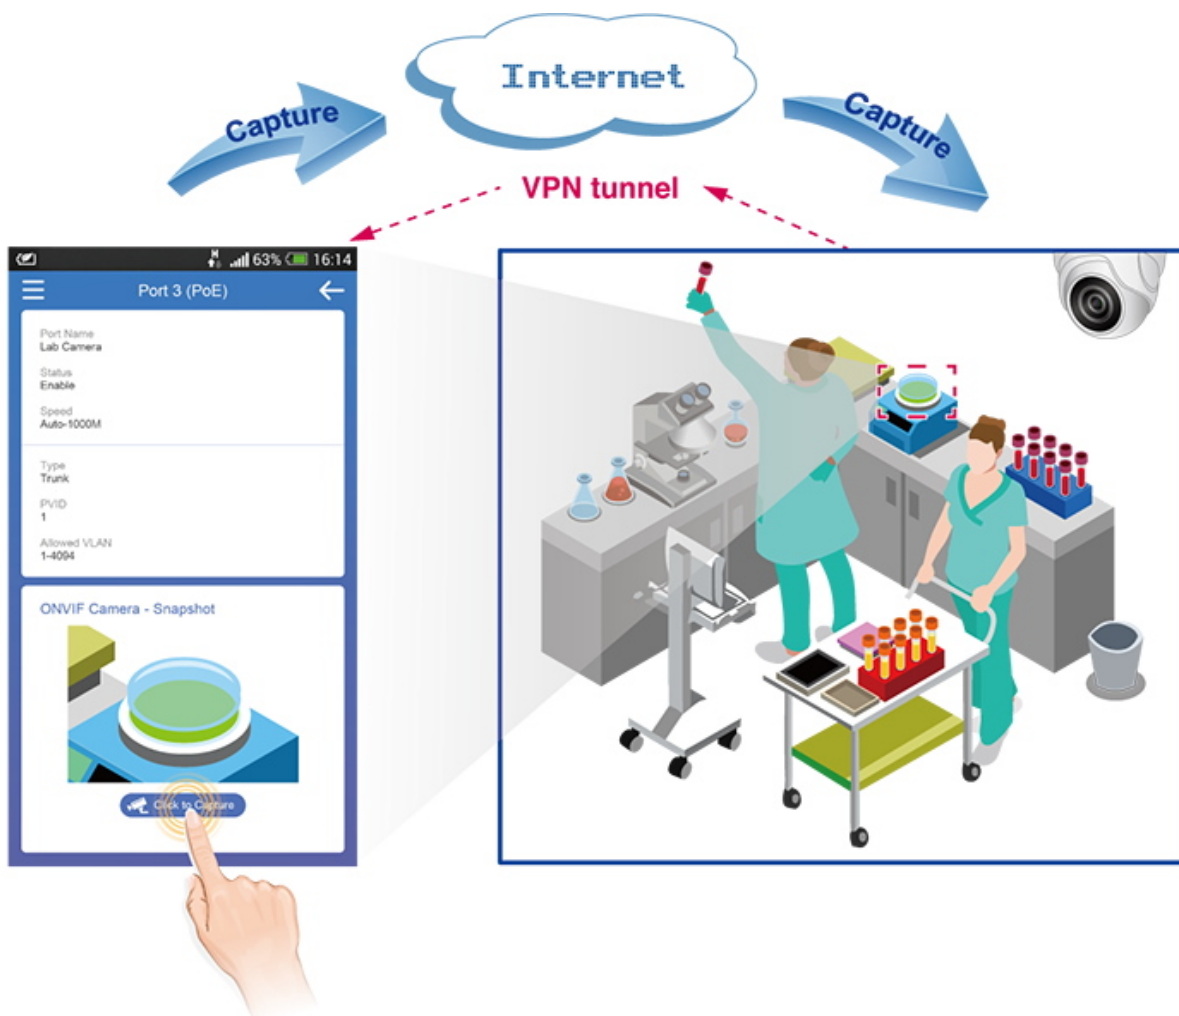 Internet
Capture
Capture
VPN tunnel
63% 16:14
Port 3 (PoE)
Port Name
Lab Camera
Status
Enable
Speed
Auto-1000M
Type
Trunk
PVID
1
Allowed VLAN
1-4094
ONVIF Camera - Snapshot
Click to Capture